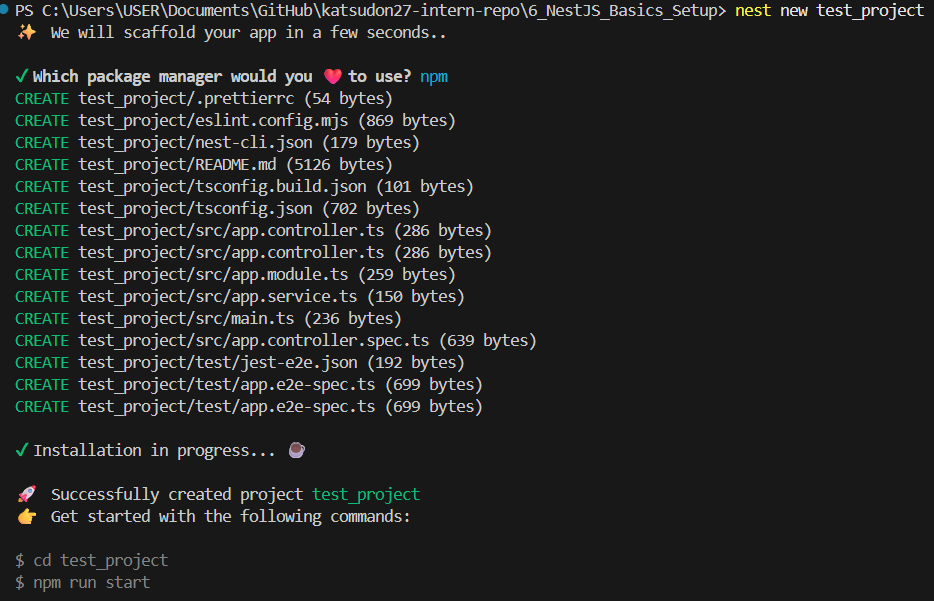 PS C:\Users\USER\Documents\GitHub\katsudon27-intern-repo\6_NestJS_Basics_Setup> nest new test_project
✨ We will scaffold your app in a few seconds..
✔ Which package manager would you ❤️ to use? npm
CREATE test_project/.prettierrc (54 bytes)
CREATE test_project/eslint.config.mjs (869 bytes)
CREATE test_project/nest-cli.json (179 bytes)
CREATE test_project/README.md (5126 bytes)
CREATE test_project/tsconfig.build.json (101 bytes)
CREATE test_project/tsconfig.json (702 bytes)
CREATE test_project/src/app.controller.ts (286 bytes)
CREATE test_project/src/app.controller.ts (286 bytes)
CREATE test_project/src/app.module.ts (259 bytes)
CREATE test_project/src/app.service.ts (150 bytes)
CREATE test_project/src/main.ts (236 bytes)
CREATE test_project/src/app.controller.spec.ts (639 bytes)
CREATE test_project/test/jest-e2e.json (192 bytes)
CREATE test_project/test/app.e2e-spec.ts (699 bytes)
CREATE test_project/test/app.e2e-spec.ts (699 bytes)
✔ Installation in progress... ☕
🚀 Successfully created project test_project
👉 Get started with the following commands:
$ cd test_project
$ npm run start